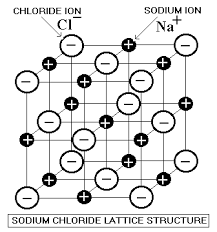 CHLORIDE ION SODIUM ION
Cl⁻ Na⁺
SODIUM CHLORIDE LATTICE STRUCTURE